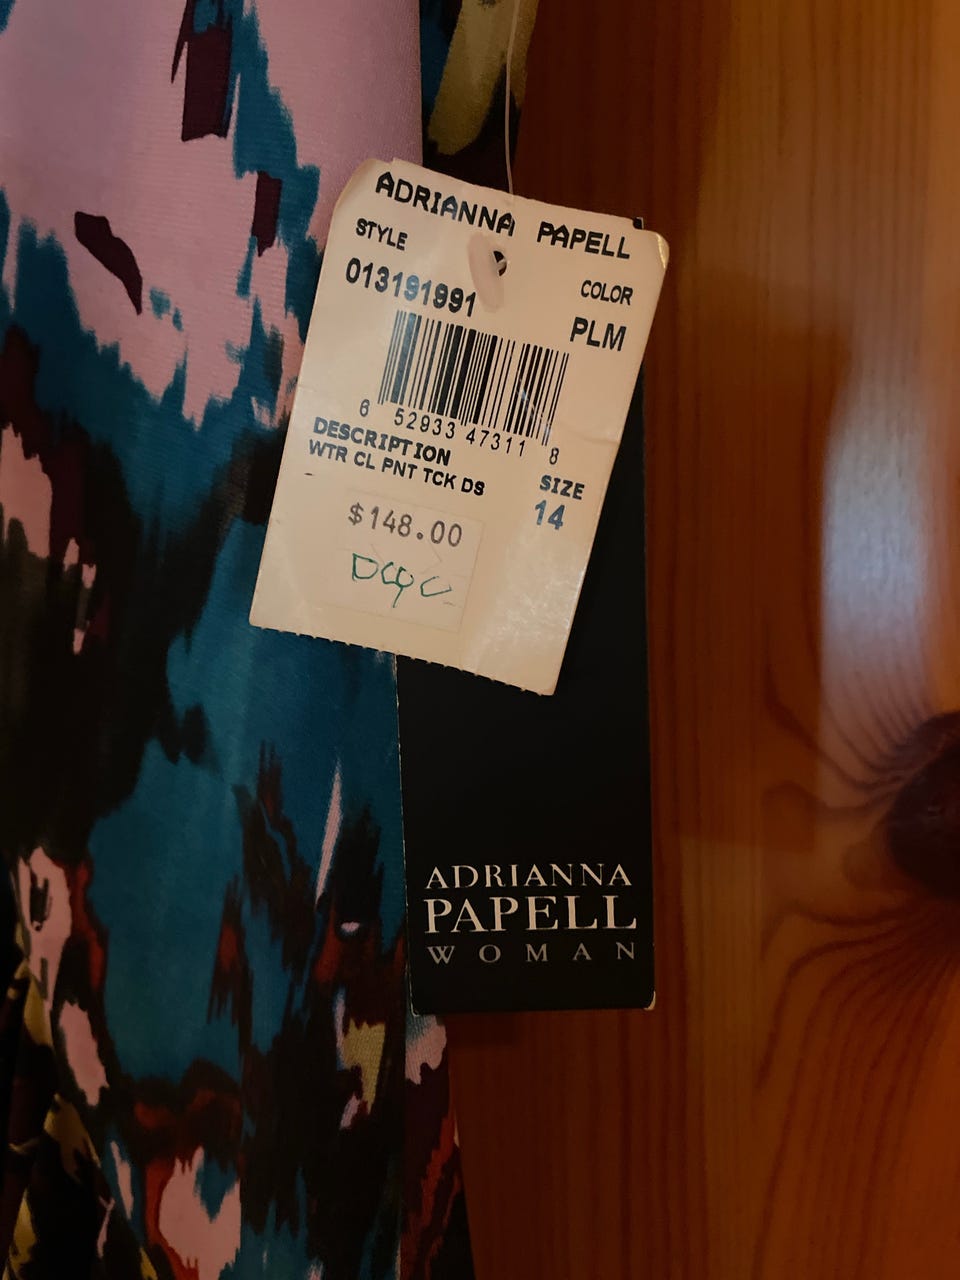 ADRIANNA PAPELL
STYLE
COLOR
013191991
PLM
6 52933 47311 8
DESCRIPTION
WTR CL PNT TCK DS
SIZE
14
$148.00
ADRIANNA
PAPELL
WOMAN